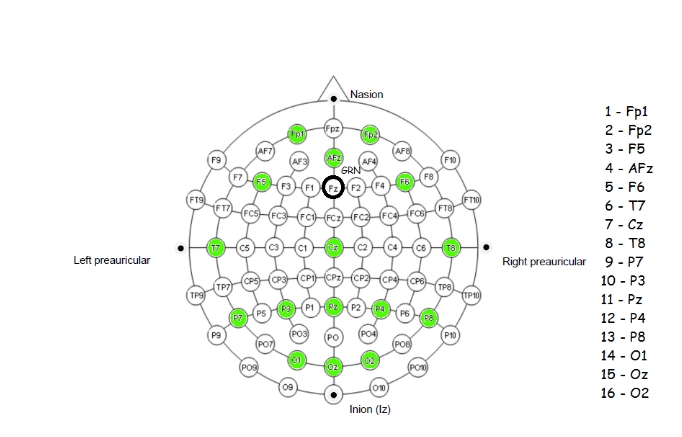 Nasion
1 - Fp1
2 - Fp2
3 - F5
4 - AFz
5 - F6
6 - T7
7 - Cz
8 - T8
9 - P7
10 - P3
11 - Pz
12 - P4
13 - P8
14 - O1
15 - Oz
16 - O2
Fp1 Fpz Fp2
AF7 AF3 AFz AF4 AF8
GRN
F9 F7 F5 F3 F1 Fz F2 F4 F6 F8 F10
FT9 FT7 FC5 FC3 FC1 FCz FC2 FC4 FC6 FT8 FT10
Left preauricular
T7 C5 C3 C1 Cz C2 C4 C6 T8
Right preauricular
TP9 TP7 CP5 CP3 CP1 CPz CP2 CP4 CP6 TP8 TP10
P9 P7 P5 P3 P1 Pz P2 P4 P6 P8 P10
PO9 PO7 PO3 PO PO4 PO8 PO10
O9 O1 Oz O2 O10
Inion (Iz)